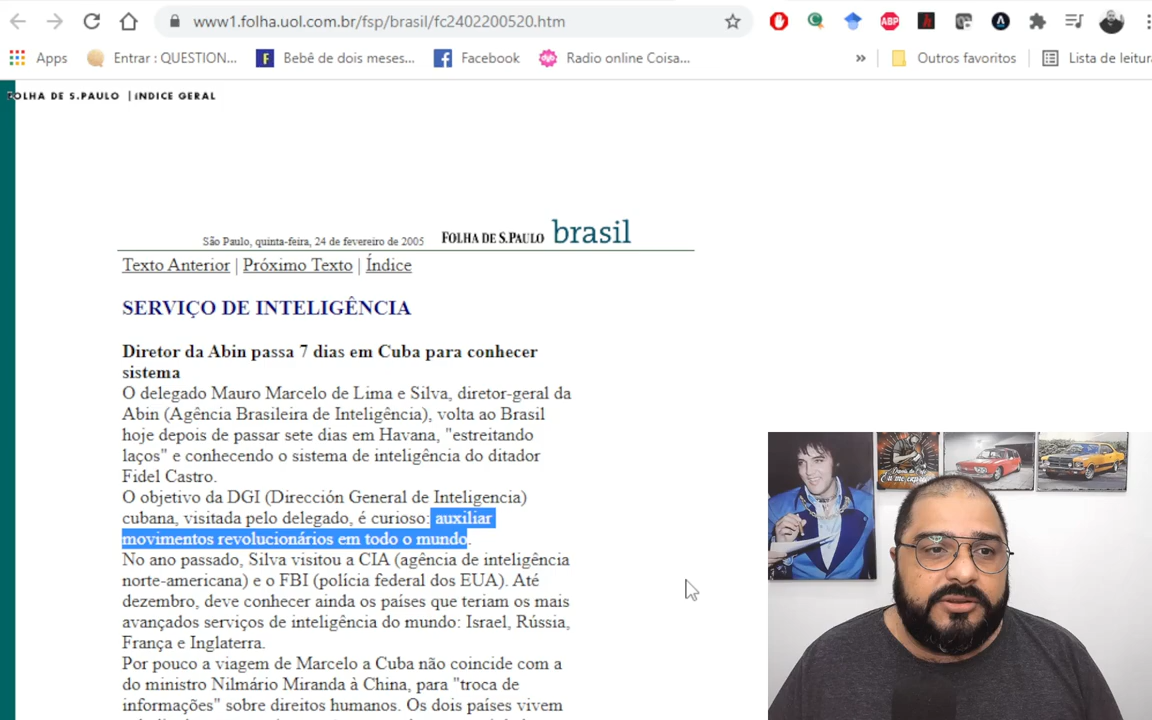 www1.folha.uol.com.br/fsp/brasil/fc2402200520.htm
ABP
Apps
Entrar : QUESTION...
Bebê de dois meses...
Facebook
Radio online Coisa...
»
Outros favoritos
Lista de leitura
FOLHA DE S.PAULO | ÍNDICE GERAL
São Paulo, quinta-feira, 24 de fevereiro de 2005 FOLHA DE S.PAULO brasil
Texto Anterior | Próximo Texto | Índice
SERVIÇO DE INTELIGÊNCIA
Diretor da Abin passa 7 dias em Cuba para conhecer
sistema
O delegado Mauro Marcelo de Lima e Silva, diretor-geral da
Abin (Agência Brasileira de Inteligência), volta ao Brasil
hoje depois de passar sete dias em Havana, "estreitando
laços" e conhecendo o sistema de inteligência do ditador
Fidel Castro.
O objetivo da DGI (Dirección General de Inteligencia)
cubana, visitada pelo delegado, é curioso: auxiliar
movimentos revolucionários em todo o mundo.
No ano passado, Silva visitou a CIA (agência de inteligência
norte-americana) e o FBI (polícia federal dos EUA). Até
dezembro, deve conhecer ainda os países que teriam os mais
avançados serviços de inteligência do mundo: Israel, Rússia,
França e Inglaterra.
Por pouco a viagem de Marcelo a Cuba não coincide com a
do ministro Nilmário Miranda à China, para "troca de
informações" sobre direitos humanos. Os dois países vivem